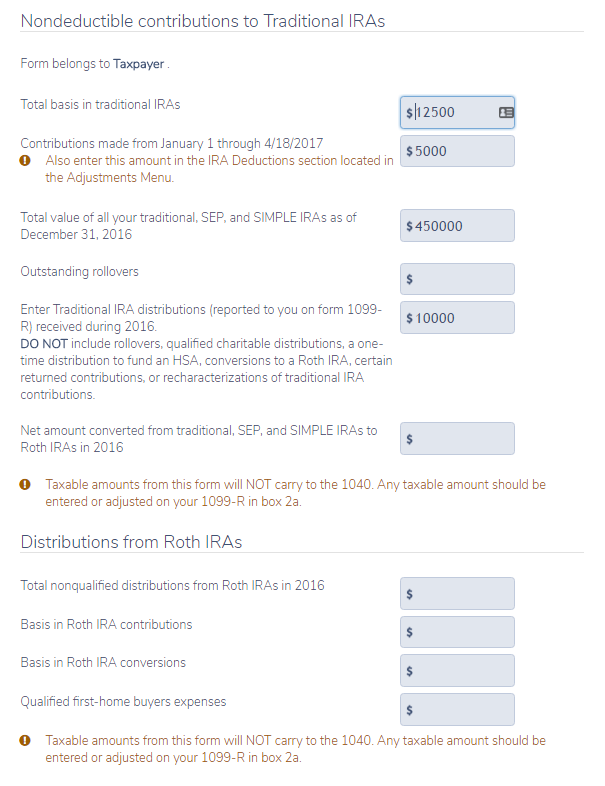 Nondeductible contributions to Traditional IRAs
Form belongs to Taxpayer .
Total basis in traditional IRAs
$12500
Contributions made from January 1 through 4/18/2017
Also enter this amount in the IRA Deductions section located in
the Adjustments Menu.
$5000
Total value of all your traditional, SEP, and SIMPLE IRAs as of
December 31, 2016
$450000
Outstanding rollovers
$
Enter Traditional IRA distributions (reported to you on form 1099-
R) received during 2016.
DO NOT include rollovers, qualified charitable distributions, a one-
time distribution to fund an HSA, conversions to a Roth IRA, certain
returned contributions, or recharacterizations of traditional IRA
contributions.
$10000
Net amount converted from traditional, SEP, and SIMPLE IRAs to
Roth IRAs in 2016
$
Taxable amounts from this form will NOT carry to the 1040. Any taxable amount should be
entered or adjusted on your 1099-R in box 2a.
Distributions from Roth IRAs
Total nonqualified distributions from Roth IRAs in 2016
$
Basis in Roth IRA contributions
$
Basis in Roth IRA conversions
$
Qualified first-home buyers expenses
$
Taxable amounts from this form will NOT carry to the 1040. Any taxable amount should be
entered or adjusted on your 1099-R in box 2a.